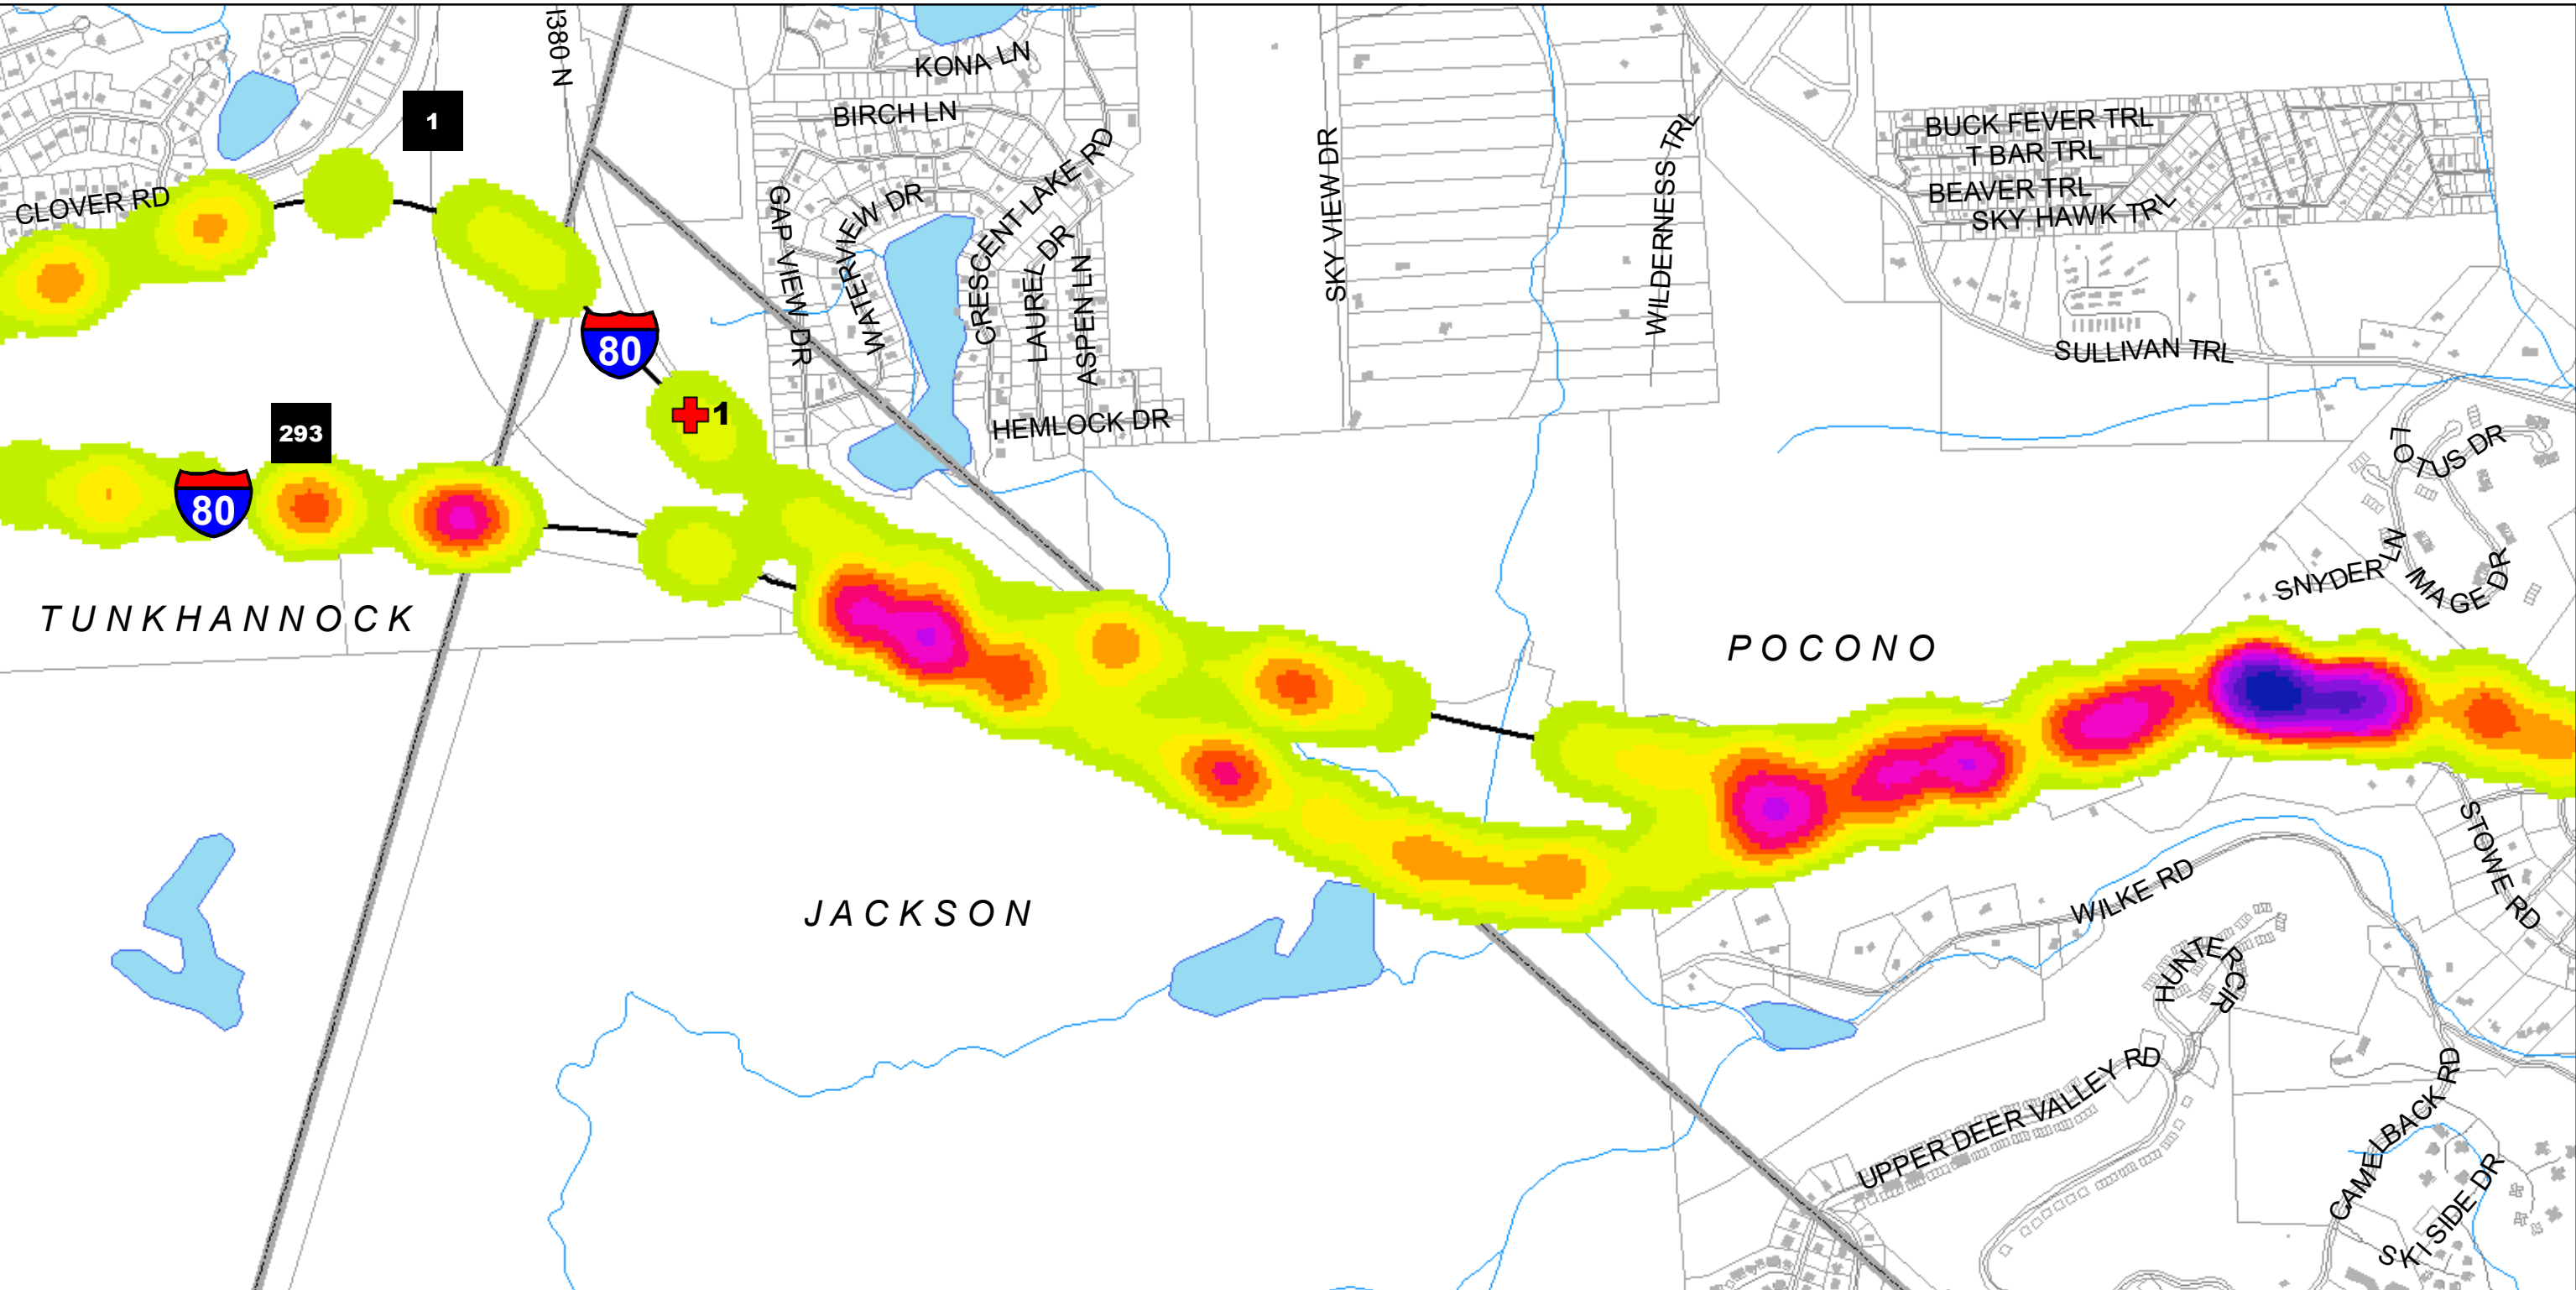 I380 N
KONA LN
1
BIRCH LN
BUCK FEVER TRL
T BAR TRL
BEAVER TRL
SKY HAWK TRL
CLOVER RD
GAP VIEW DR
WATERVIEW DR
CRESCENT LAKE RD
LAUREL DR
ASPEN LN
SKY VIEW DR
WILDERNESS TRL
80
SULLIVAN TRL
1
HEMLOCK DR
293
80
LOTUS DR
SNYDER LN
IMAGE DR
TUNKHANNOCK
POCONO
JACKSON
WILKE RD
STOWE RD
HUNTER CIR
UPPER DEER VALLEY RD
CAMELBACK RD
SKI SIDE DR